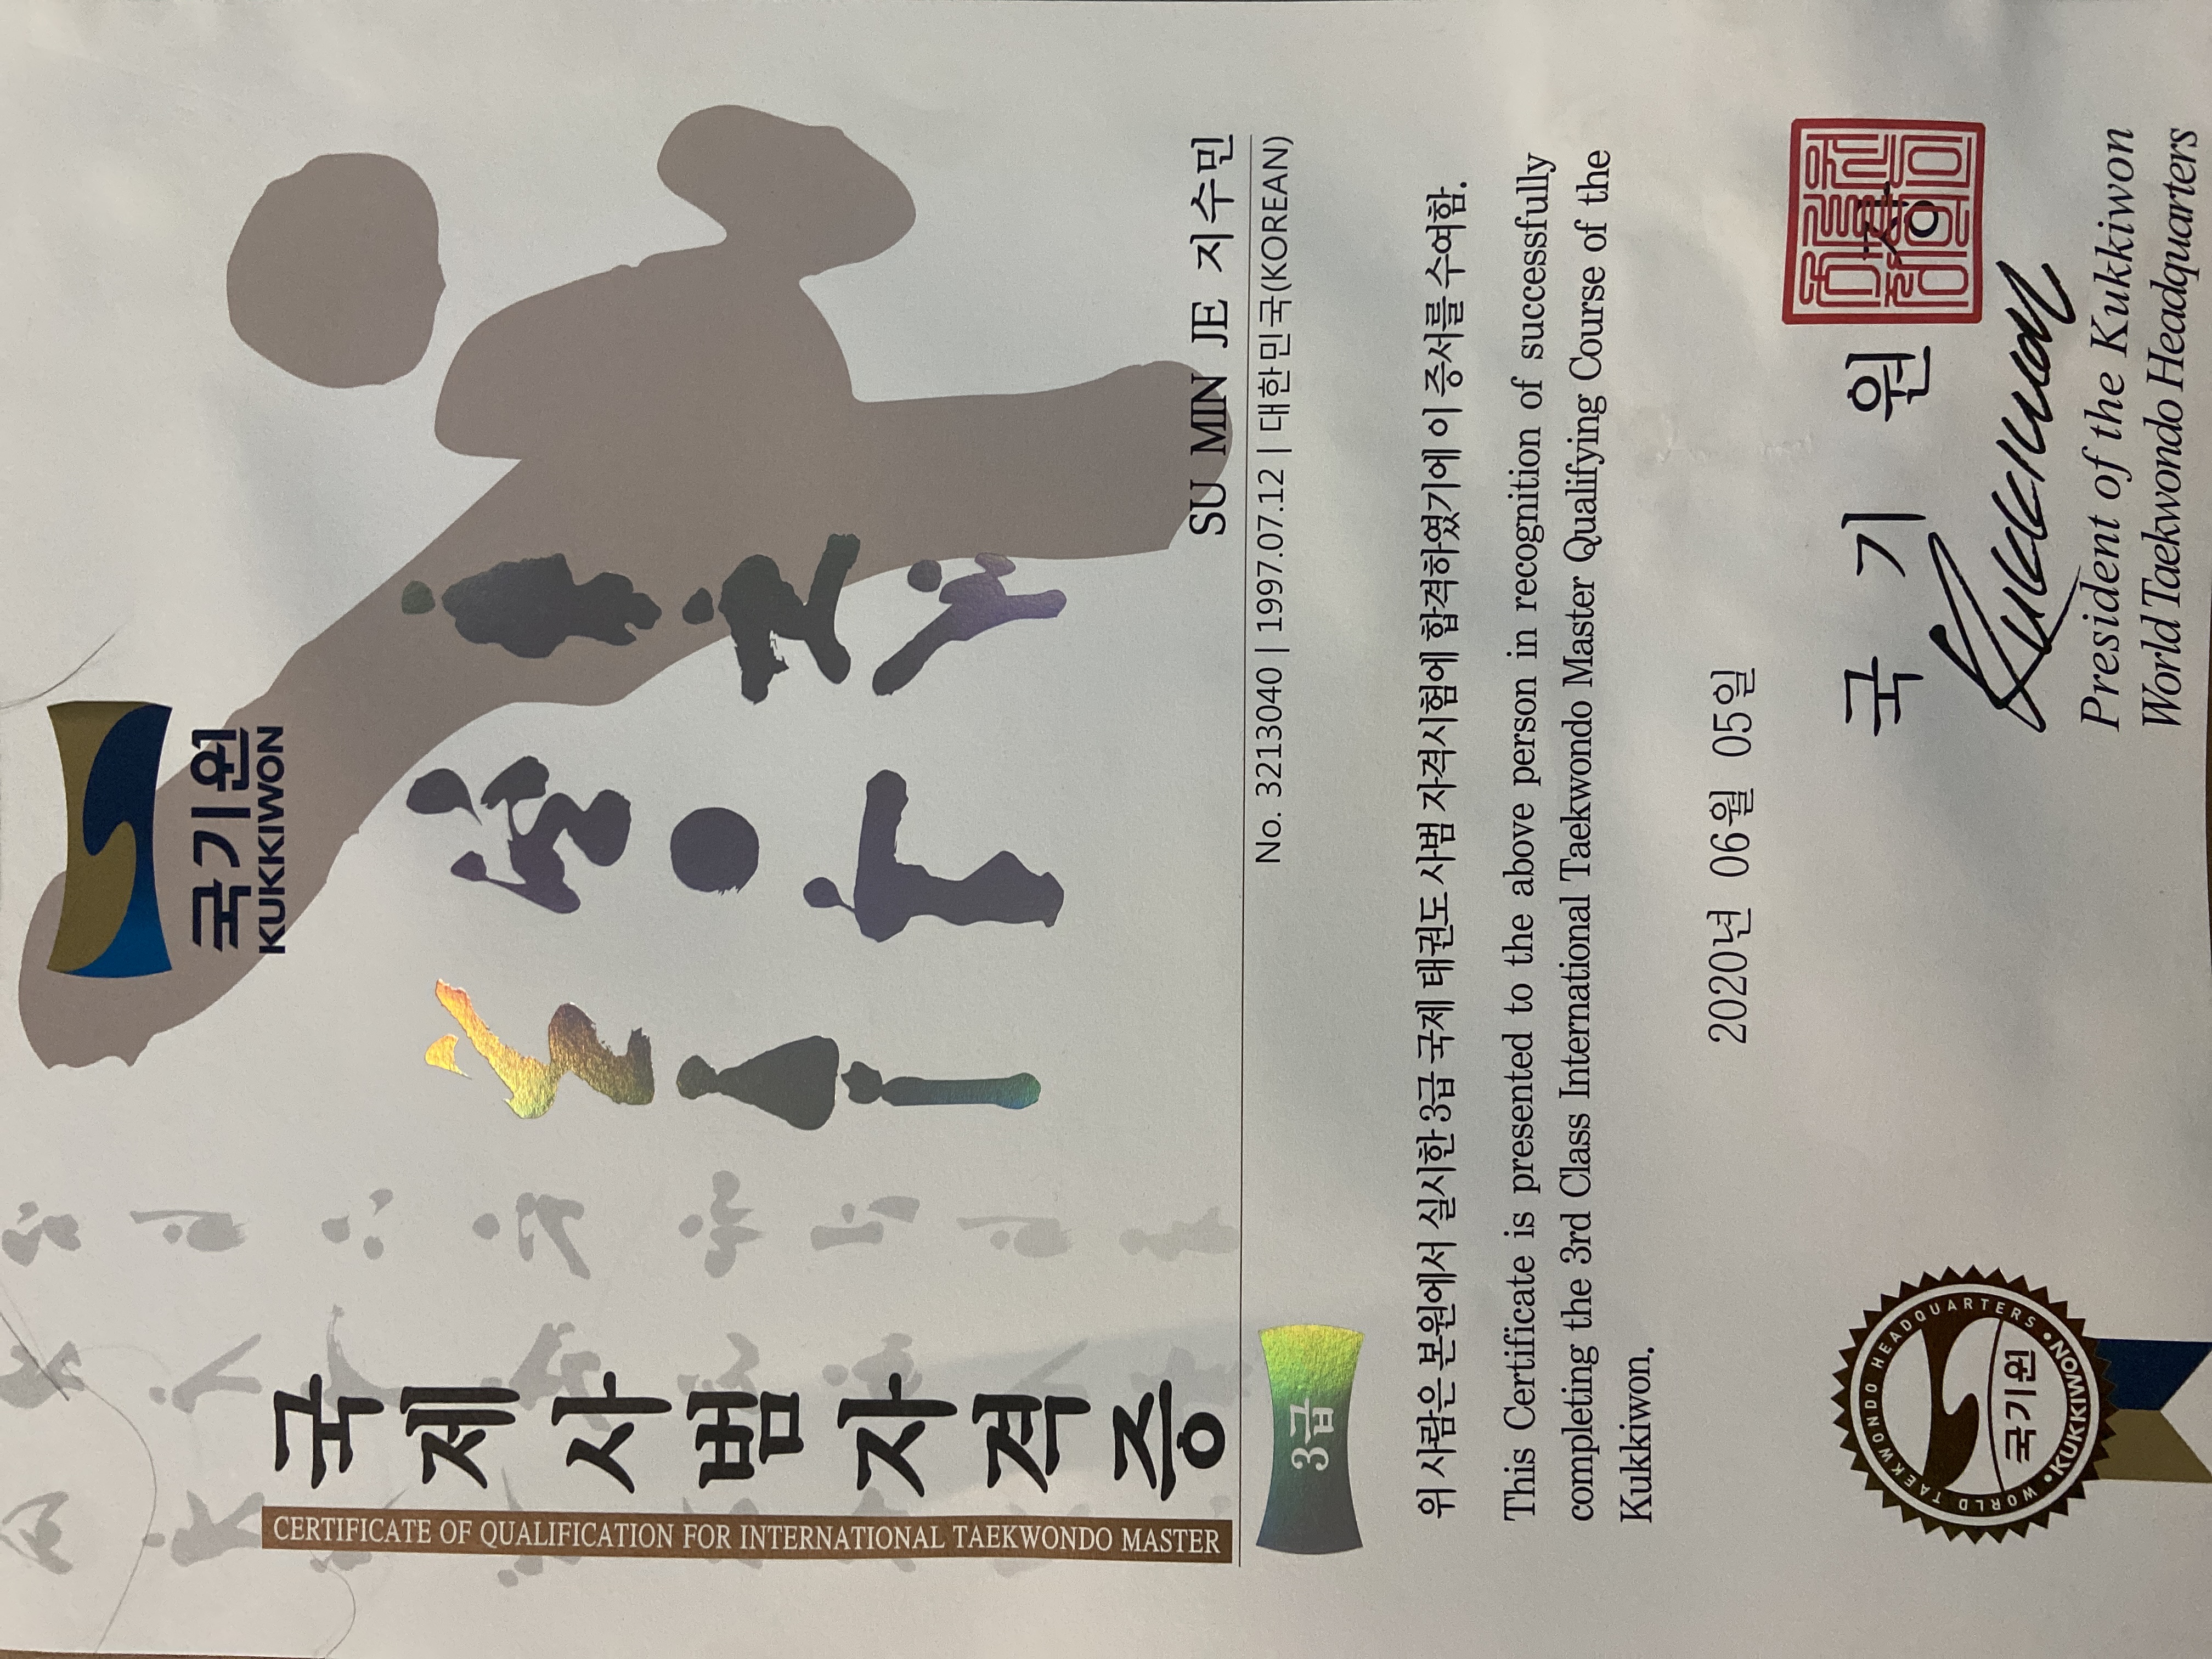 국기원
KUKKIWON
국제사범자격증
CERTIFICATE OF QUALIFICATION FOR INTERNATIONAL TAEKWONDO MASTER
SU MIN JE 지수민
No. 3213040 | 1997.07.12 | 대한민국(KOREAN)
3급
위 사람은 본원에서 실시한 3급 국제 태권도 사범 자격시험에 합격하였기에 이 증서를 수여함.
This Certificate is presented to the above person in recognition of successfully
completing the 3rd Class International Taekwondo Master Qualifying Course of the
Kukkiwon.
2020년 06월 05일
국 기 원 장
Kukkiwon
President of the Kukkiwon
World Taekwondo Headquarters
WORLD TAEKWONDO HEADQUARTERS
국기원
KUKKIWON